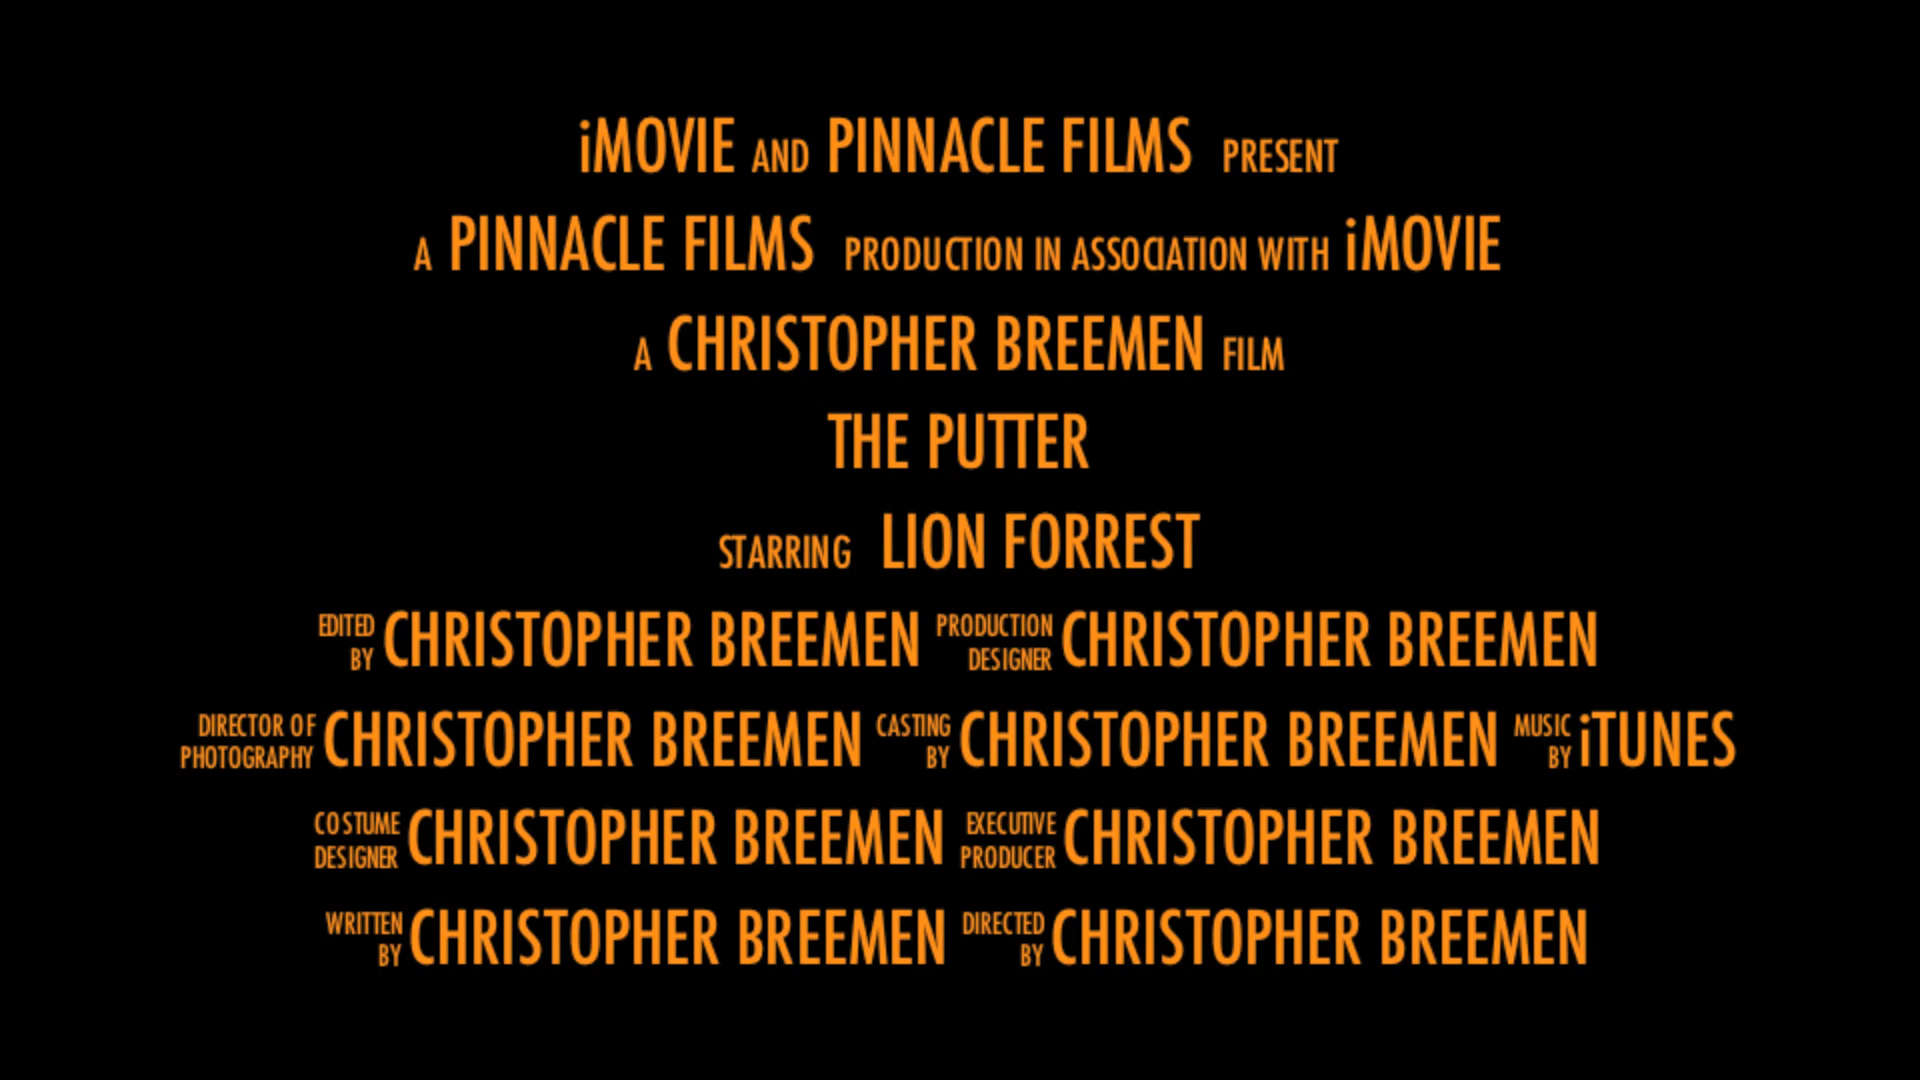 iMOVIE AND PINNACLE FILMS PRESENT
A PINNACLE FILMS PRODUCTION IN ASSOCIATION WITH iMOVIE
A CHRISTOPHER BREEMEN FILM
THE PUTTER
STARRING LION FORREST
EDITED BY CHRISTOPHER BREEMEN PRODUCTION DESIGNER CHRISTOPHER BREEMEN
DIRECTOR OF PHOTOGRAPHY CHRISTOPHER BREEMEN CASTING BY CHRISTOPHER BREEMEN MUSIC BY iTUNES
COSTUME DESIGNER CHRISTOPHER BREEMEN EXECUTIVE PRODUCER CHRISTOPHER BREEMEN
WRITTEN BY CHRISTOPHER BREEMEN DIRECTED BY CHRISTOPHER BREEMEN